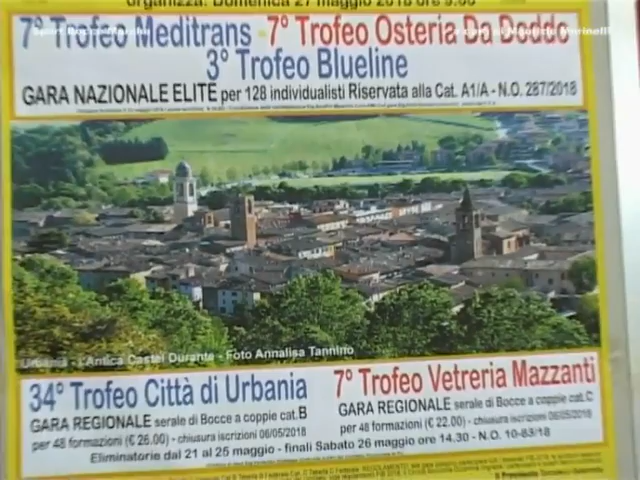 organizza: Domenica 27 maggio 2018 ore 9.00
7° Trofeo Meditrans - 7° Trofeo Osteria Da Doddo
3° Trofeo Blueline
GARA NAZIONALE ELITE per 128 individualisti Riservata alla Cat. A1/A - N.O. 287/2018
Urbania - L'Antica Castel Durante - Foto Annalisa Tannino
34° Trofeo Città di Urbania
GARA REGIONALE serale di Bocce a coppie cat.B
per 48 formazioni (€ 26.00) - chiusura iscrizioni 06/05/2018
7° Trofeo Vetreria Mazzanti
GARA REGIONALE serale di Bocce a coppie cat.C
per 48 formazioni (€ 22.00) - chiusura iscrizioni 06/05/2018
Eliminatorie dal 21 al 25 maggio - finali Sabato 26 maggio ore 14.30 - N.O. 10-83/18